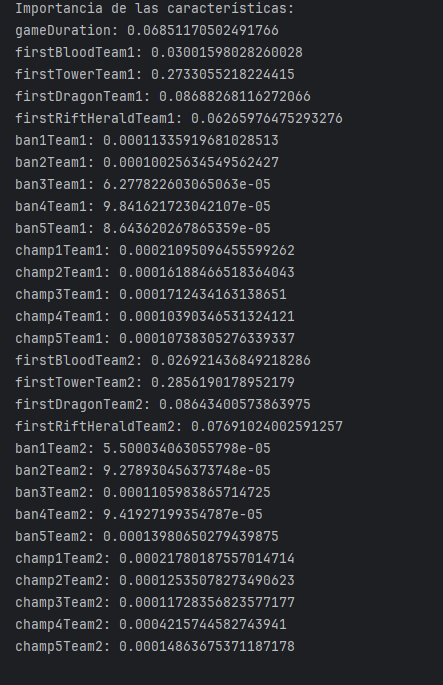 Importancia de las características:
gameDuration: 0.06851170502491766
firstBloodTeam1: 0.03001598028260028
firstTowerTeam1: 0.2733055218224415
firstDragonTeam1: 0.08688268116272066
firstRiftHeraldTeam1: 0.06265976475293276
ban1Team1: 0.00011335919681028513
ban2Team1: 0.00010025634549562427
ban3Team1: 6.277822603065063e-05
ban4Team1: 9.841621723042107e-05
ban5Team1: 8.643620267865359e-05
champ1Team1: 0.00021095096455599262
champ2Team1: 0.00016188466518364043
champ3Team1: 0.0001712434163138651
champ4Team1: 0.00010390346531324121
champ5Team1: 0.00010738305276339337
firstBloodTeam2: 0.026921436849218286
firstTowerTeam2: 0.2856190178952179
firstDragonTeam2: 0.08643400573863975
firstRiftHeraldTeam2: 0.07691024002591257
ban1Team2: 5.500034063055798e-05
ban2Team2: 9.278930456373748e-05
ban3Team2: 0.0001105983865714725
ban4Team2: 9.41927199354787e-05
ban5Team2: 0.00013980650279439875
champ1Team2: 0.00021780187557014714
champ2Team2: 0.00012535078273490623
champ3Team2: 0.00011728356823577177
champ4Team2: 0.0004215744582743941
champ5Team2: 0.00014863675371187178